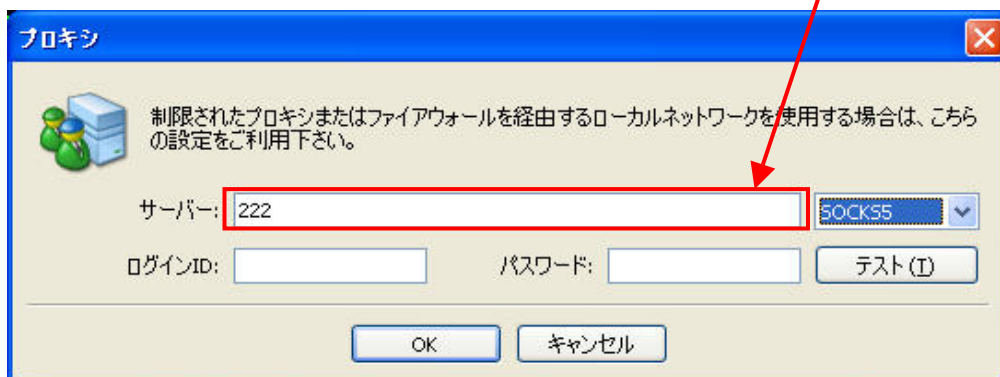 プロキシ
制限されたプロキシまたはファイアウォールを経由するローカルネットワークを使用する場合は、こちら
の設定をご利用下さい。
サーバー: 222 SOCKS5
ログインID: パスワード: テスト(T)
OK キャンセル